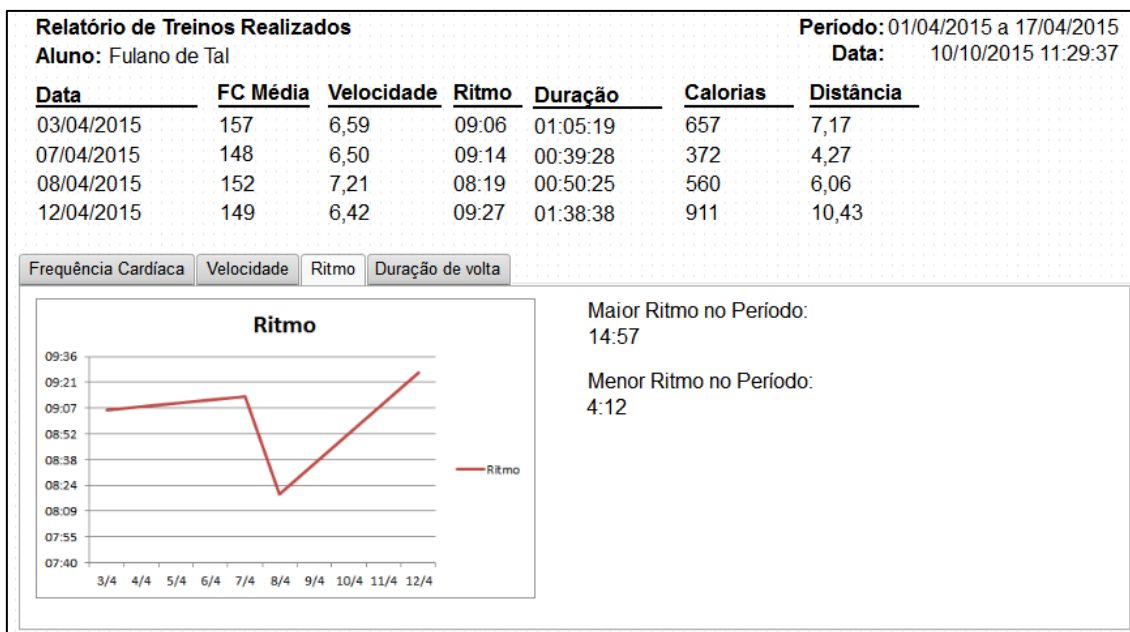 Relatório de Treinos Realizados Período: 01/04/2015 a 17/04/2015
Aluno: Fulano de Tal Data: 10/10/2015 11:29:37
Data FC Média Velocidade Ritmo Duração Calorias Distância
03/04/2015 157 6,59 09:06 01:05:19 657 7,17
07/04/2015 148 6,50 09:14 00:39:28 372 4,27
08/04/2015 152 7,21 08:19 00:50:25 560 6,06
12/04/2015 149 6,42 09:27 01:38:38 911 10,43
Frequência Cardíaca Velocidade Ritmo Duração de volta
Ritmo
09:36
09:21
09:07
08:52
08:38
08:24
08:09
07:55
07:40
3/4 4/4 5/4 6/4 7/4 8/4 9/4 10/4 11/4 12/4
Ritmo
Maior Ritmo no Período:
14:57
Menor Ritmo no Período:
4:12